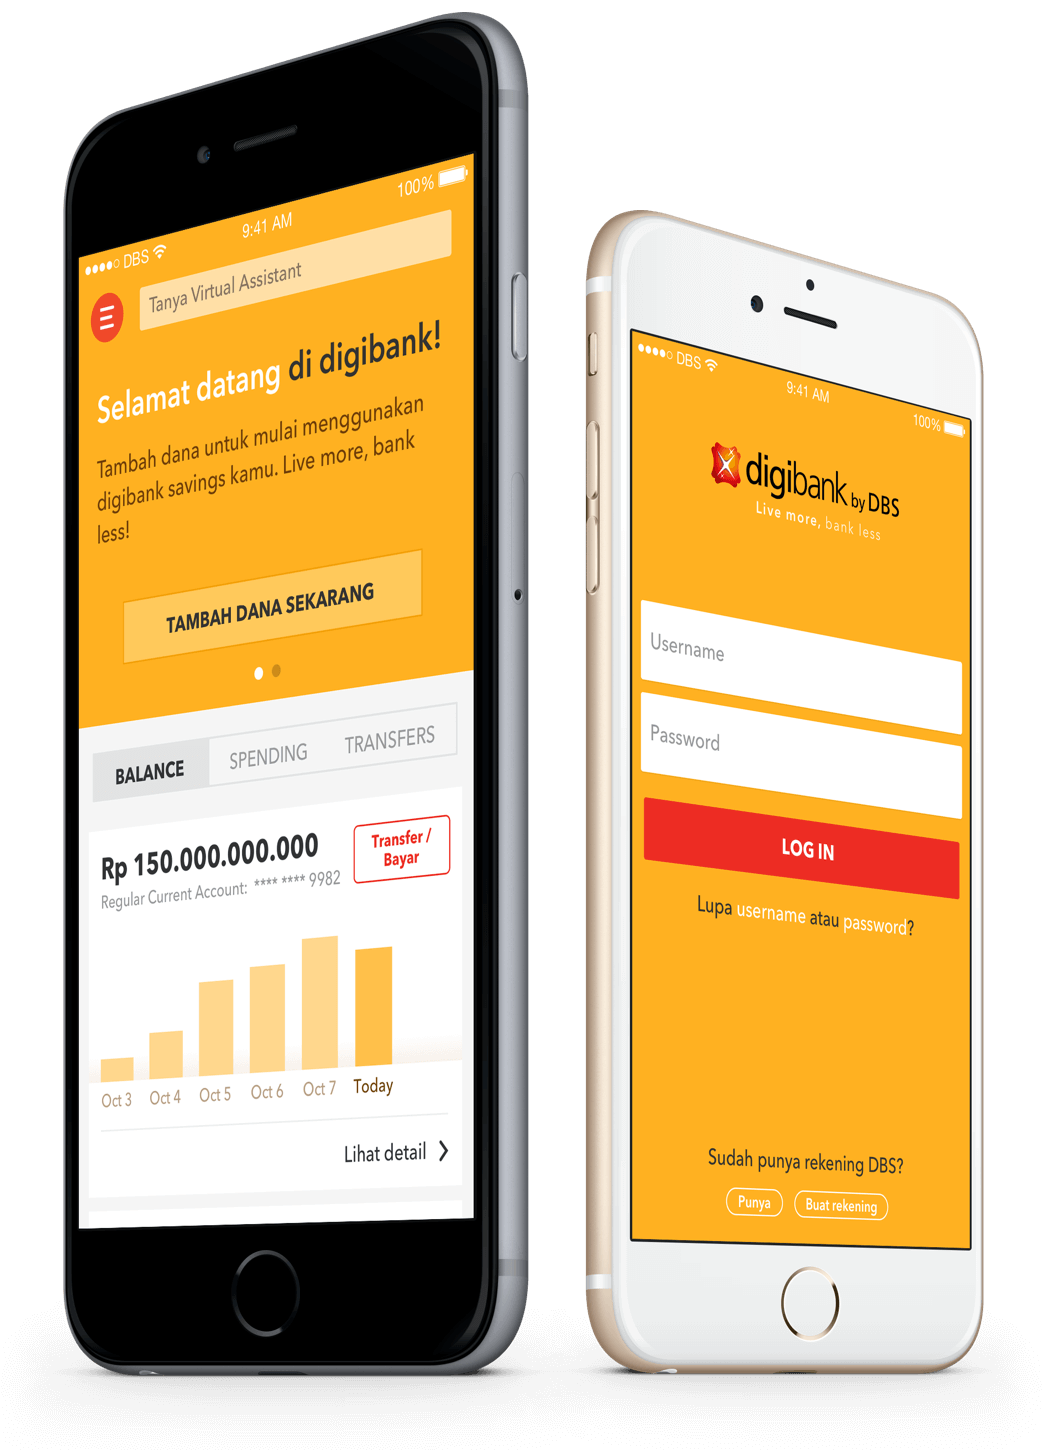 DBS
9:41 AM
100%
Tanya Virtual Assistant
Selamat datang di digibank!
Tambah dana untuk mulai menggunakan
digibank savings kamu. Live more, bank
less!
TAMBAH DANA SEKARANG
BALANCE
SPENDING
TRANSFERS
Rp 150.000.000.000
Regular Current Account: **** **** 9982
Transfer /
Bayar
Oct 3
Oct 4
Oct 5
Oct 6
Oct 7
Today
Lihat detail
DBS
9:41 AM
100%
digibank by DBS
Live more, bank less
Username
Password
LOG IN
Lupa username atau password?
Sudah punya rekening DBS?
Punya
Buat rekening